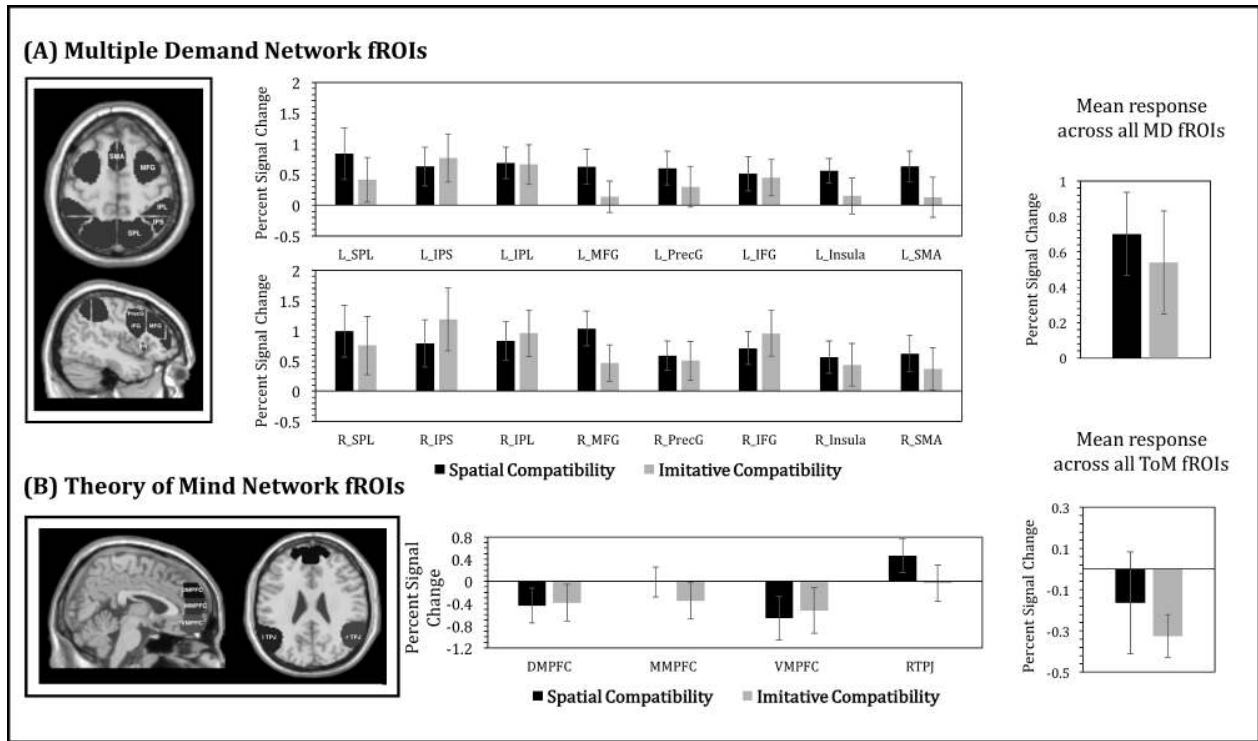 (A) Multiple Demand Network fROIs
SMA
MFG
IPL
IPS
SPL
PrecG
IFG
MFG
Percent Signal Change
2
1.5
1
0.5
0
-0.5
L_SPL L_IPS L_IPL L_MFG L_PrecG L_IFG L_Insula L_SMA
Percent Signal Change
2
1.5
1
0.5
0
-0.5
R_SPL R_IPS R_IPL R_MFG R_PrecG R_IFG R_Insula R_SMA
Spatial Compatibility Imitative Compatibility
Mean response
across all MD fROIs
Percent Signal Change
1
0.8
0.6
0.4
0.2
0
(B) Theory of Mind Network fROIs
DMPFC
MMPFC
VMPFC
l TPJ
r TPJ
Percent Signal
Change
0.8
0.4
0
-0.4
-0.8
-1.2
DMPFC MMPFC VMPFC RTPJ
Spatial Compatibility Imitative Compatibility
Mean response
across all ToM fROIs
Percent Signal Change
0.3
0.1
-0.1
-0.3
-0.5